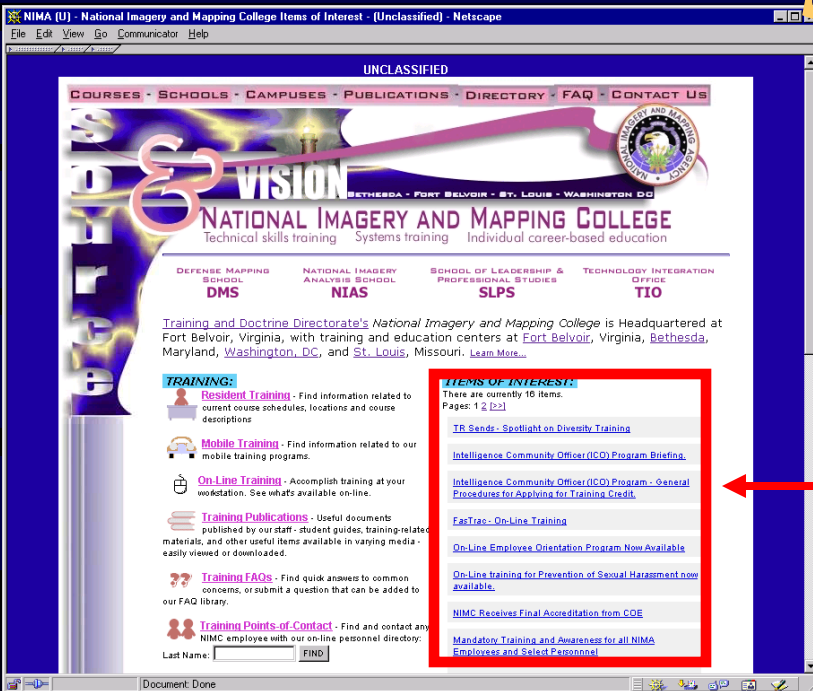 NIMA (U) - National Imagery and Mapping College Items of Interest - (Unclassified) - Netscape
File Edit View Go Communicator Help
UNCLASSIFIED
COURSES - SCHOOLS - CAMPUSES - PUBLICATIONS - DIRECTORY - FAQ - CONTACT US
Source
& VISION
NATIONAL IMAGERY AND MAPPING AGENCY
BETHESDA - FORT BELVOIR - ST. LOUIS - WASHINGTON DC
NATIONAL IMAGERY AND MAPPING COLLEGE
Technical skills training Systems training Individual career-based education
DEFENSE MAPPING SCHOOL
DMS
NATIONAL IMAGERY ANALYSIS SCHOOL
NIAS
SCHOOL OF LEADERSHIP & PROFESSIONAL STUDIES
SLPS
TECHNOLOGY INTEGRATION OFFICE
TIO
Training and Doctrine Directorate's National Imagery and Mapping College is Headquartered at
Fort Belvoir, Virginia, with training and education centers at Fort Belvoir, Virginia, Bethesda,
Maryland, Washington, DC, and St. Louis, Missouri. Learn More...
TRAINING:
Resident Training - Find information related to
current course schedules, locations and course
descriptions
Mobile Training - Find information related to our
mobile training programs.
On-Line Training - Accomplish training at your
workstation. See what's available on-line.
Training Publications - Useful documents
published by our staff - student guides, training-related
materials, and other useful items available in varying media -
easily viewed or downloaded.
Training FAQs - Find quick answers to common
concerns, or submit a question that can be added to
our FAQ library.
Training Points-of-Contact - Find and contact any
NIMC employee with our on-line personnel directory:
Last Name: FIND
ITEMS OF INTEREST:
There are currently 16 items.
Pages: 1 2 [>>]
TR Sends - Spotlight on Diversity Training
Intelligence Community Officer (ICO) Program Briefing.
Intelligence Community Officer (ICO) Program - General
Procedures for Applying for Training Credit.
FasTrac - On-Line Training
On-Line Employee Orientation Program Now Available
On-Line training for Prevention of Sexual Harassment now
available.
NIMC Receives Final Accreditation from COE
Mandatory Training and Awareness for all NIMA
Employees and Select Personnnel
Document: Done